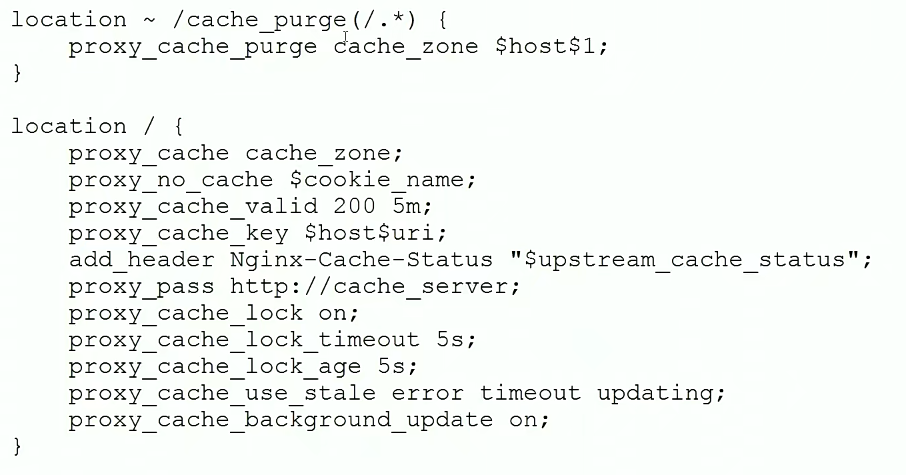 location ~ /cache_purge(/.*) {
    proxy_cache_purge cache_zone $host$1;
}

location / {
    proxy_cache cache_zone;
    proxy_no_cache $cookie_name;
    proxy_cache_valid 200 5m;
    proxy_cache_key $host$uri;
    add_header Nginx-Cache-Status "$upstream_cache_status";
    proxy_pass http://cache_server;
    proxy_cache_lock on;
    proxy_cache_lock_timeout 5s;
    proxy_cache_lock_age 5s;
    proxy_cache_use_stale error timeout updating;
    proxy_cache_background_update on;
}